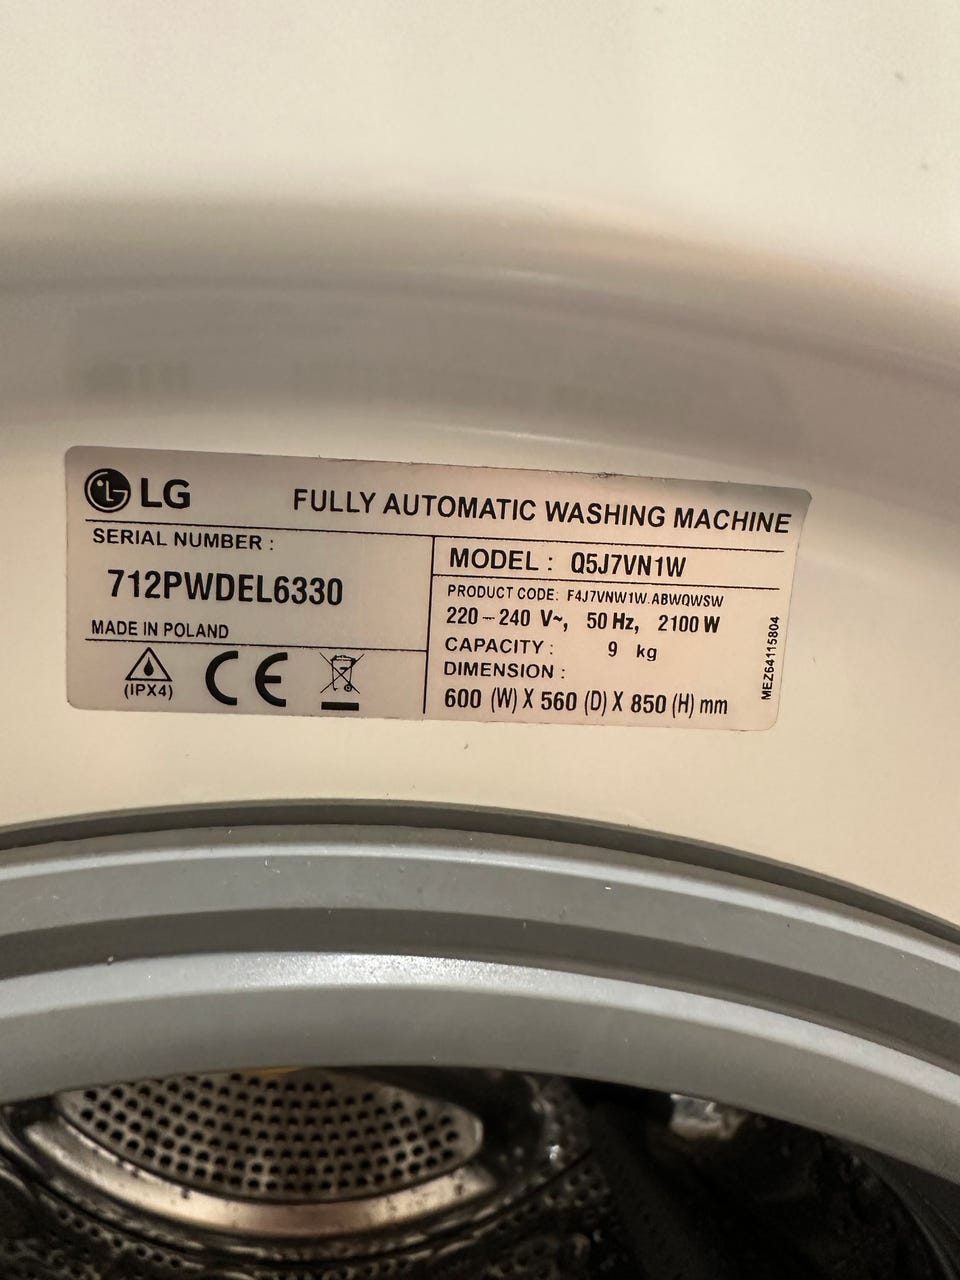 LG FULLY AUTOMATIC WASHING MACHINE
SERIAL NUMBER :
712PWDEL6330
MADE IN POLAND
(IPX4) CE
MODEL : Q5J7VN1W
PRODUCT CODE: F4J7VNW1W.ABWQWSW
220-240 V~, 50 Hz, 2100 W
CAPACITY : 9 kg
DIMENSION :
600 (W) X 560 (D) X 850 (H) mm
MEZ64115804